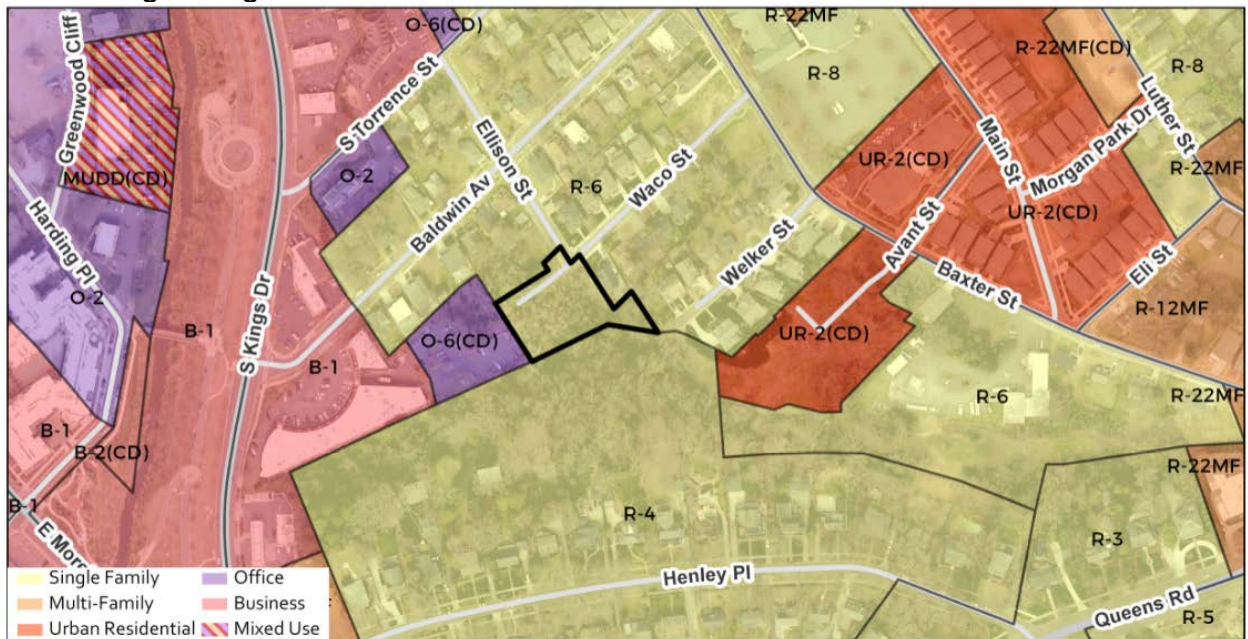 Greenwood Cliff
O-6(CD)
R-22MF
R-22MF(CD)
R-8
R-8
S Torrence St
Luther St
Ellison St
Main St
Morgan Park Dr
MUDD(CD)
O-2
UR-2(CD)
R-22MF
R-6
Waco St
Baldwin Av
Harding Pl
Avant St
UR-2(CD)
Welker St
Eli St
Baxter St
O-2
S Kings Dr
B-1
R-12MF
O-6(CD)
UR-2(CD)
B-1
R-6
R-22MF
B-1
B-2(CD)
R-22MF
B-1
R-4
R-3
Henley Pl
Queens Rd
R-5
Single Family
Office
Multi-Family
Business
Urban Residential
Mixed Use